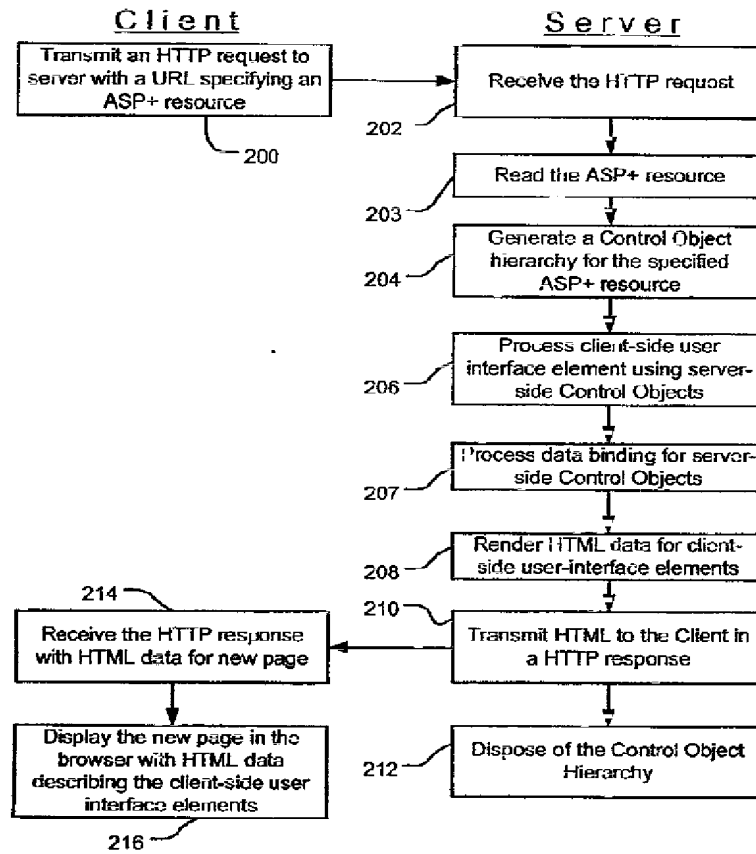 Client
Server
Transmit an HTTP request to
server with a URL specifying an
ASP+ resource
200
Receive the HTTP request
202
Read the ASP+ resource
203
Generate a Control Object
hierarchy for the specified
ASP+ resource
204
Process client-side user
interface element using server-
side Control Objects
206
Process data binding for server-
side Control Objects
207
Render HTML data for client-
side user-interface elements
208
210
Transmit HTML to the Client in
a HTTP response
214
Receive the HTTP response
with HTML data for new page
Display the new page in the
browser with HTML data
describing the client-side user
interface elements
216
Dispose of the Control Object
Hierarchy
212